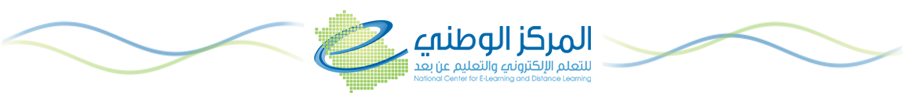 المركز الوطني
للتعلم الإلكتروني والتعليم عن بعد
National Center for E-Learning and Distance Learning